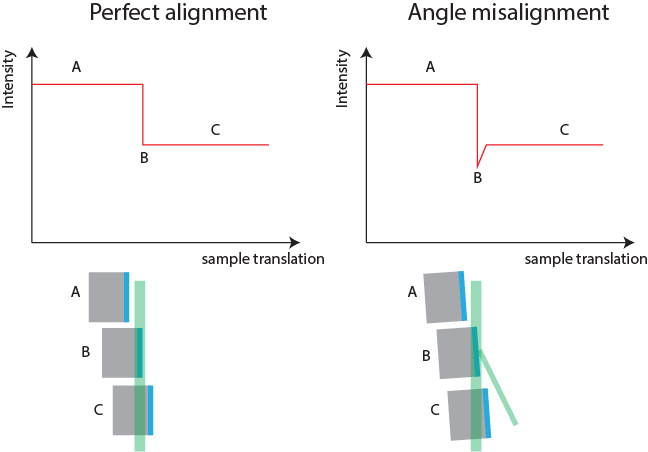 Perfect alignment
Angle misalignment
Intensity
A
B
C
sample translation
Intensity
A
B
C
sample translation
A
B
C
A
B
C